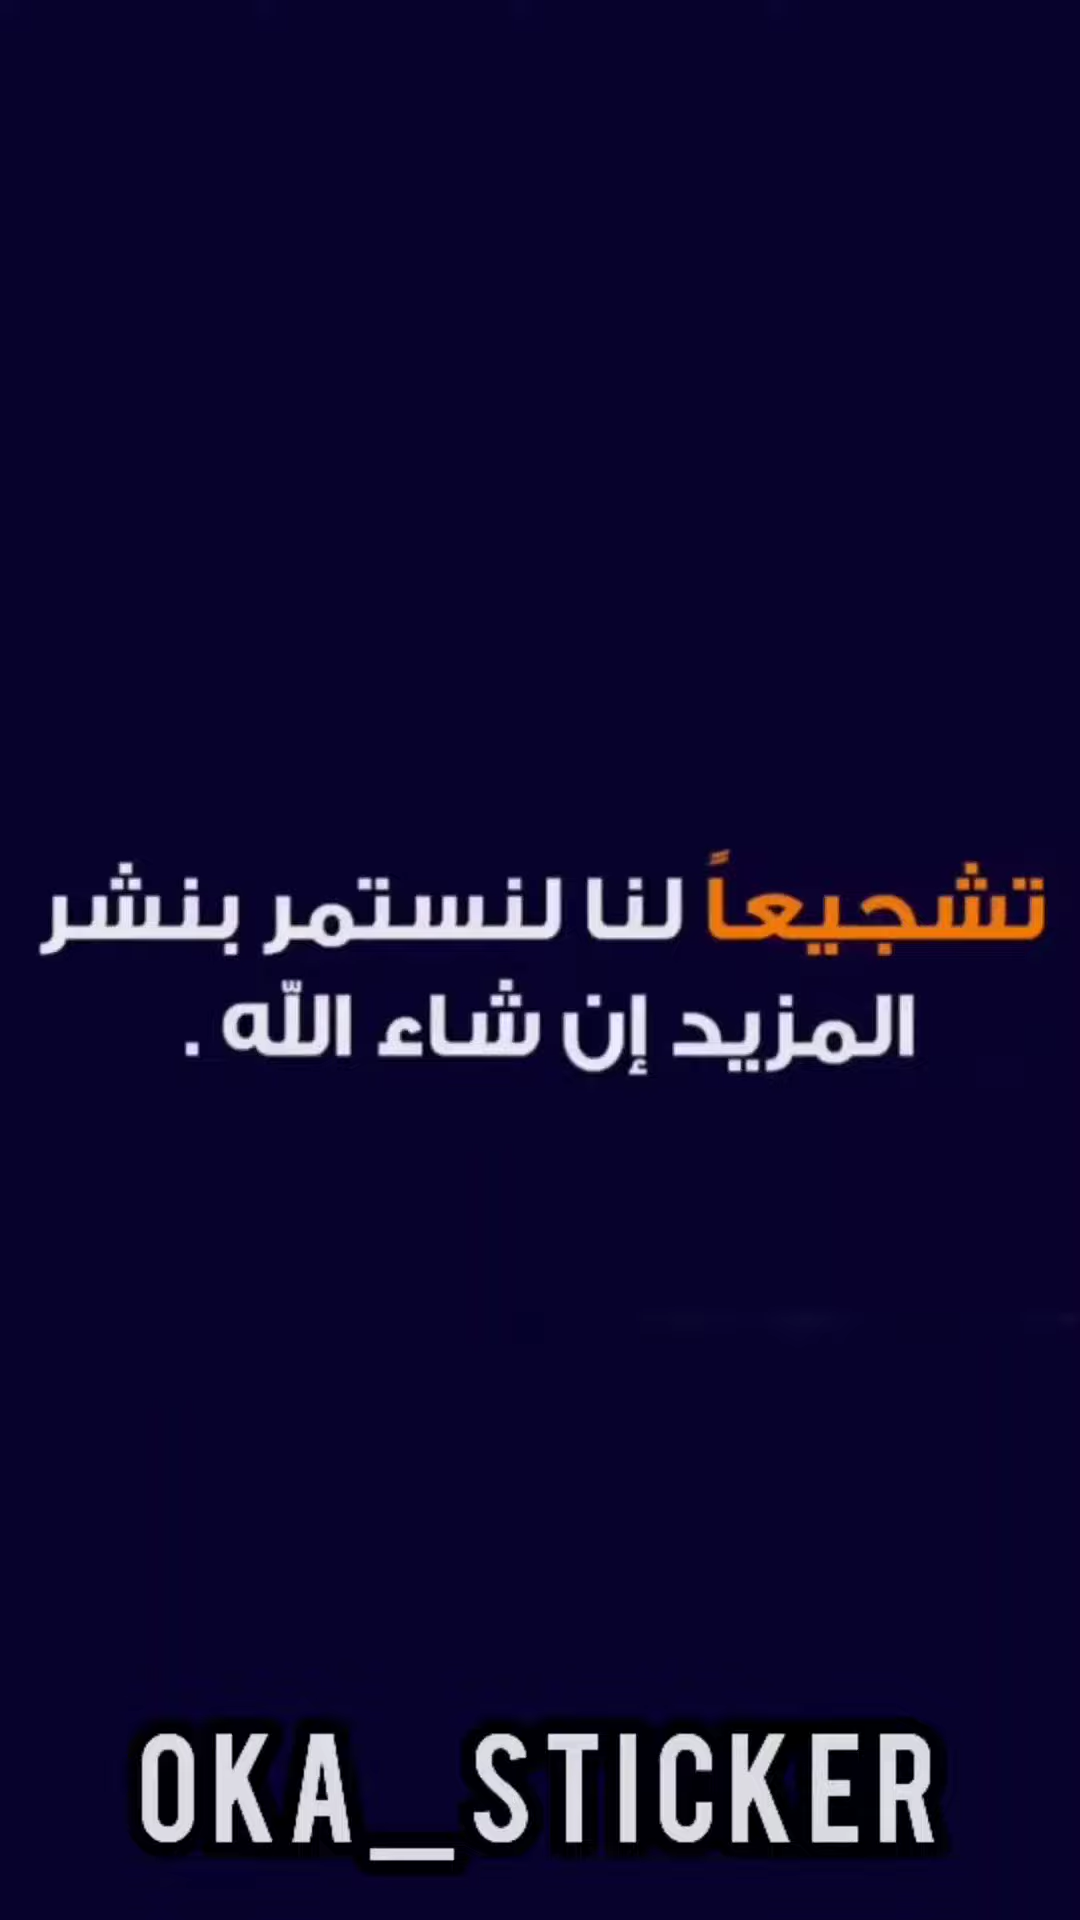 تشجيعاً لنا لنستمر بنشر
المزيد إن شاء الله .
OKA_STICKER